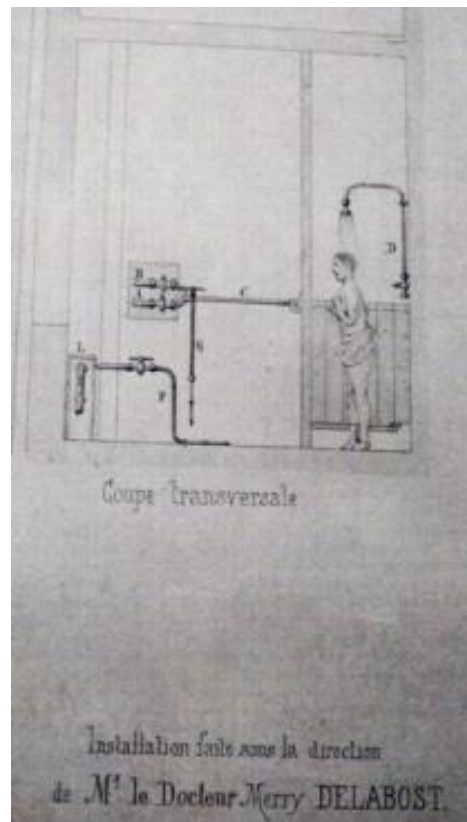 B
A
C
D
L
F
Coupe transversale
Installation faite sous la direction
de Mr le Docteur Merry DELABOST.